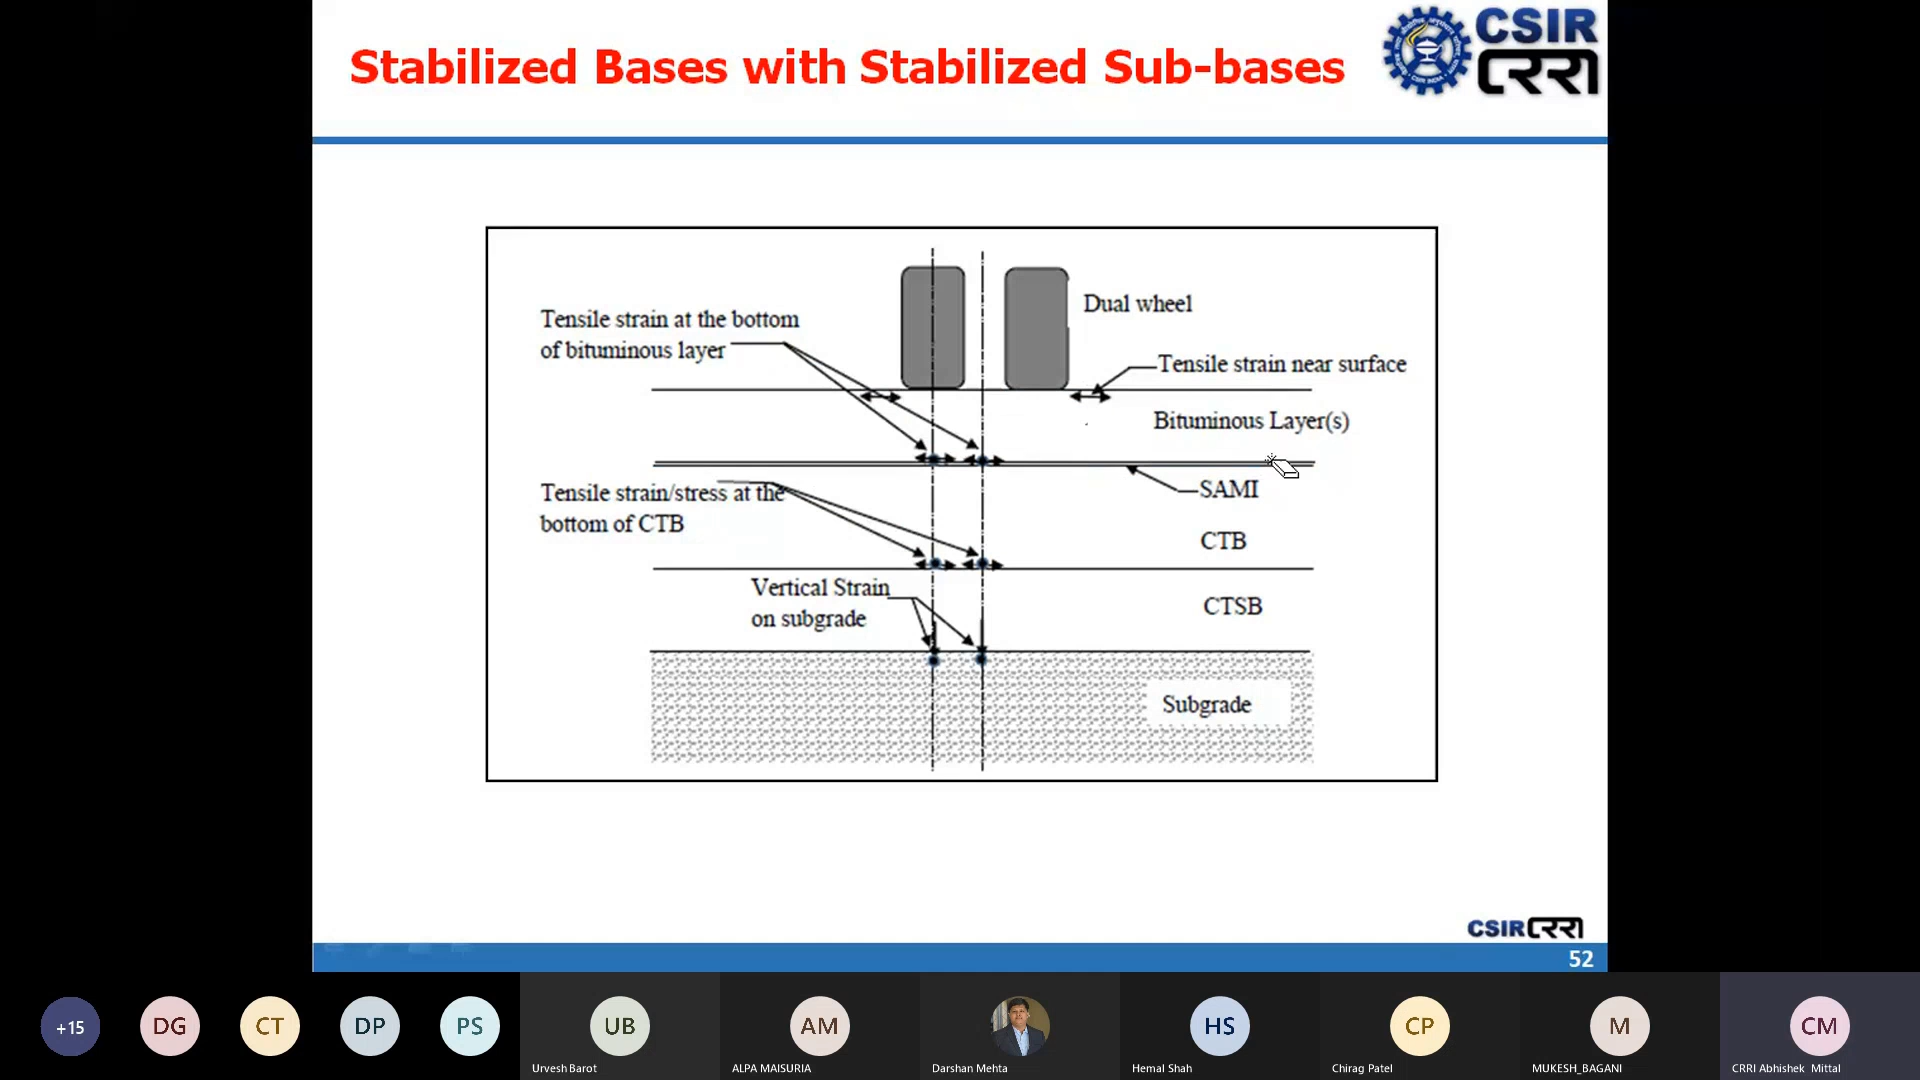 Stabilized Bases with Stabilized Sub-bases
CSIR
CRRI
Dual wheel
Tensile strain at the bottom
of bituminous layer
Tensile strain near surface
Bituminous Layer(s)
SAMI
Tensile strain/stress at the
bottom of CTB
CTB
Vertical Strain
on subgrade
CTSB
Subgrade
CSIR CRRI
52
+15
DG
CT
DP
PS
UB
AM
HS
CP
M
CM
Urvesh Barot
ALPA MAISURIA
Darshan Mehta
Hemal Shah
Chirag Patel
MUKESH_BAGANI
CRRI Abhishek Mittal